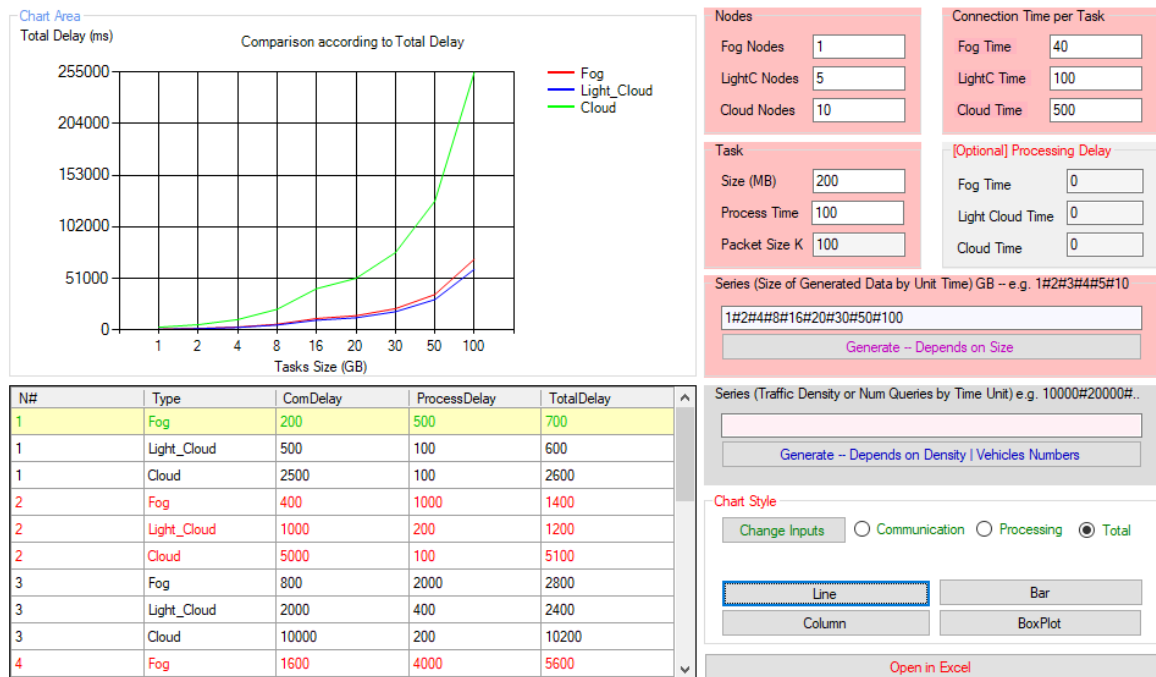 Chart Area
Total Delay (ms)
Comparison according to Total Delay
255000
204000
153000
102000
51000
0
1 2 4 8 16 20 30 50 100
Tasks Size (GB)
Fog
Light_Cloud
Cloud
N# Type ComDelay ProcessDelay TotalDelay
1 Fog 200 500 700
1 Light_Cloud 500 100 600
1 Cloud 2500 100 2600
2 Fog 400 1000 1400
2 Light_Cloud 1000 200 1200
2 Cloud 5000 100 5100
3 Fog 800 2000 2800
3 Light_Cloud 2000 400 2400
3 Cloud 10000 200 10200
4 Fog 1600 4000 5600
Nodes
Fog Nodes 1
LightC Nodes 5
Cloud Nodes 10
Connection Time per Task
Fog Time 40
LightC Time 100
Cloud Time 500
Task
Size (MB) 200
Process Time 100
Packet Size K 100
[Optional] Processing Delay
Fog Time 0
Light Cloud Time 0
Cloud Time 0
Series (Size of Generated Data by Unit Time) GB -- e.g. 1#2#3#4#5#10
1#2#4#8#16#20#30#50#100
Generate -- Depends on Size
Series (Traffic Density or Num Queries by Time Unit) e.g. 10000#20000#..
Generate -- Depends on Density | Vehicles Numbers
Chart Style
Change Inputs Communication Processing Total
Line Bar
Column BoxPlot
Open in Excel